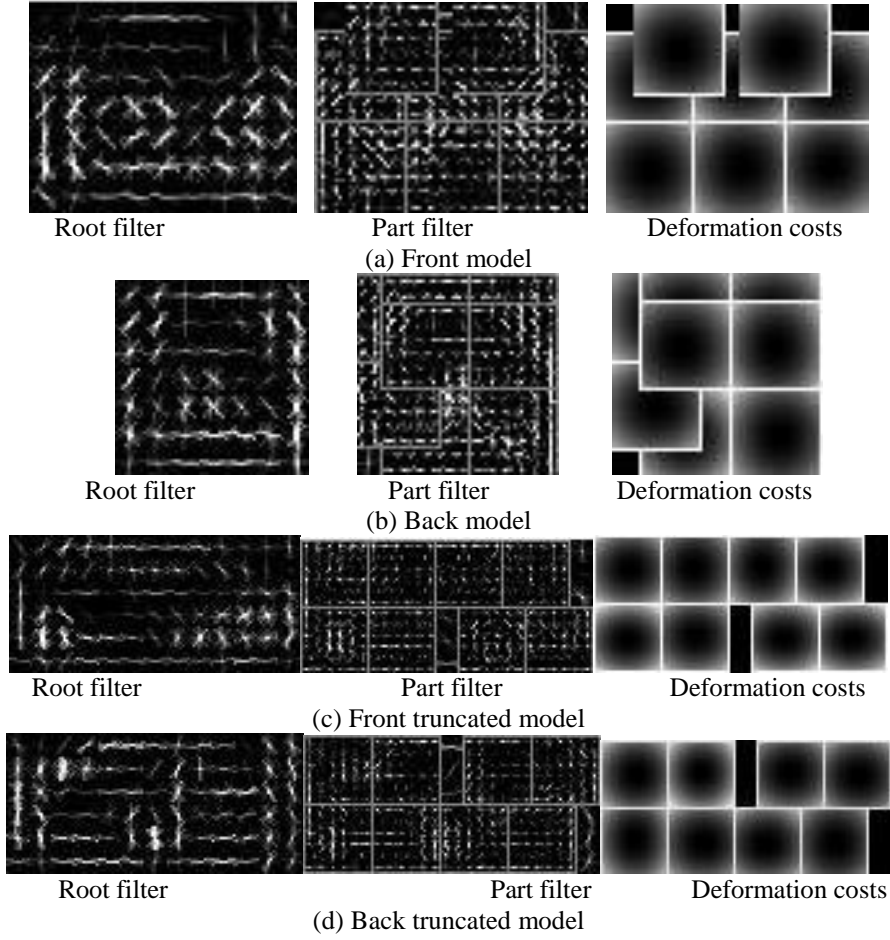 Root filter Part filter Deformation costs
(a) Front model
Root filter Part filter Deformation costs
(b) Back model
Root filter Part filter Deformation costs
(c) Front truncated model
Root filter Part filter Deformation costs
(d) Back truncated model